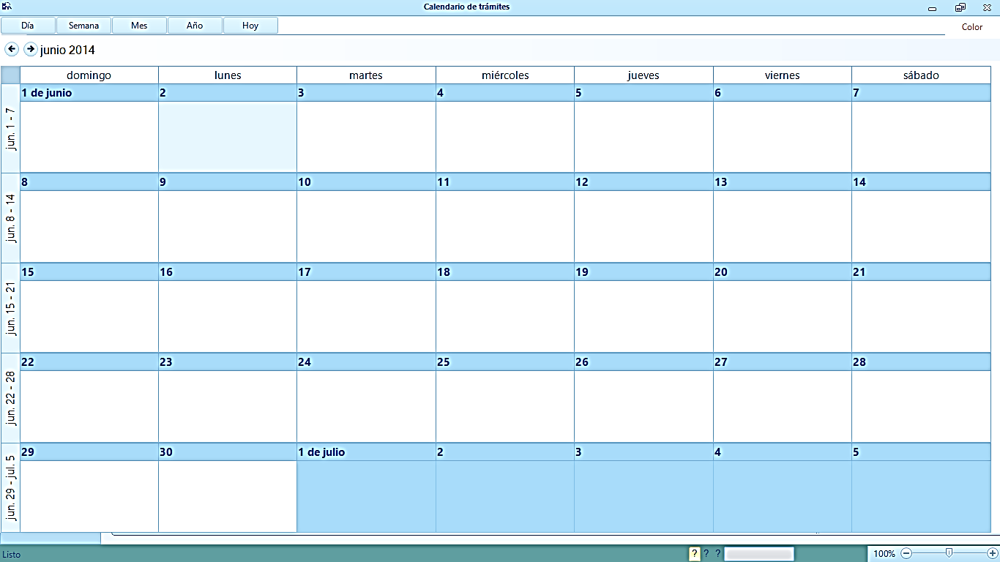 Calendario de trámites
Día Semana Mes Año Hoy Color
junio 2014
domingo lunes martes miércoles jueves viernes sábado
jun. 1 - 7
1 de junio 2 3 4 5 6 7
jun. 8 - 14
8 9 10 11 12 13 14
jun. 15 - 21
15 16 17 18 19 20 21
jun. 22 - 28
22 23 24 25 26 27 28
jun. 29 - jul. 5
29 30 1 de julio 2 3 4 5
Listo ? ? ? 100%